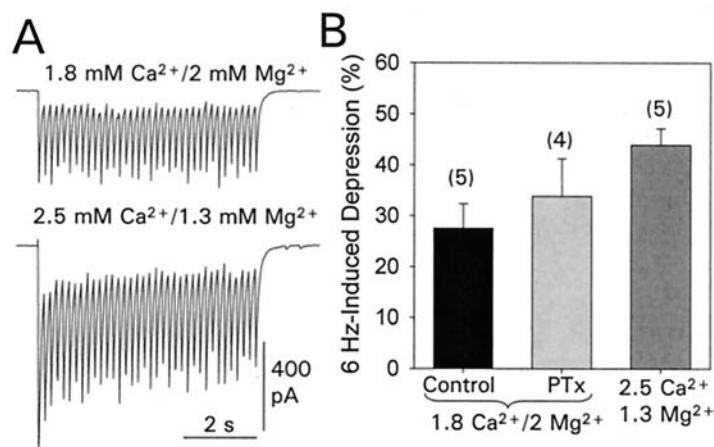 A
1.8 mM Ca²⁺/2 mM Mg²⁺
2.5 mM Ca²⁺/1.3 mM Mg²⁺
400
pA
2 s
B
6 Hz-Induced Depression (%)
60
50
40
30
20
10
0
(5)
(4)
(5)
Control
PTx
2.5 Ca²⁺
1.3 Mg²⁺
1.8 Ca²⁺/2 Mg²⁺